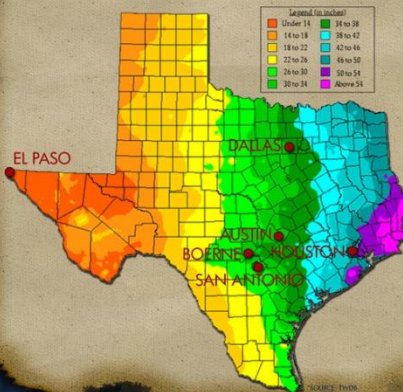 Legend (in inches)
Under 14
14 to 18
18 to 22
22 to 26
26 to 30
30 to 34
34 to 38
38 to 42
42 to 46
46 to 50
50 to 54
Above 54
DALLAS
EL PASO
AUSTIN
BOERNE
HOUSTON
SAN ANTONIO
SOURCE: TWDB